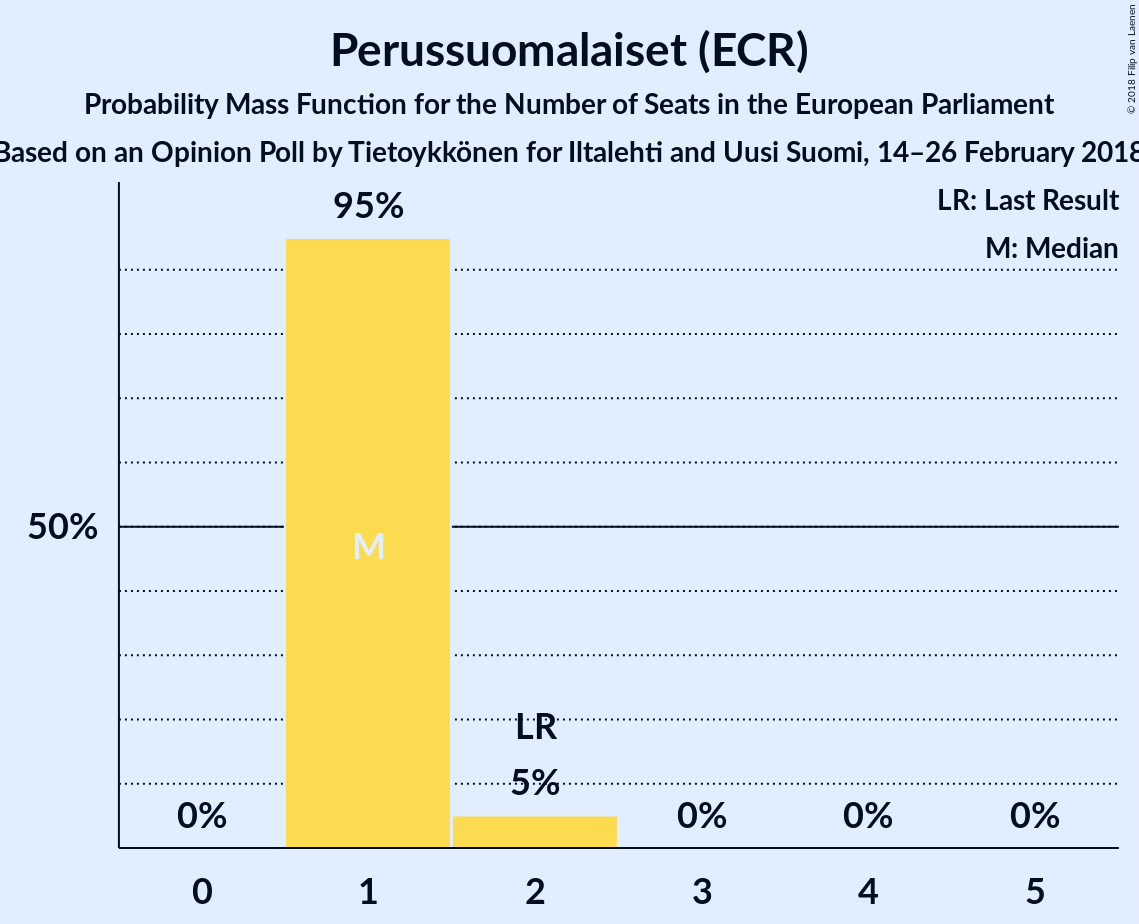 Perussuomalaiset (ECR)
Probability Mass Function for the Number of Seats in the European Parliament
Based on an Opinion Poll by Tietoykkönen for Iltalehti and Uusi Suomi, 14–26 February 2018
© 2018 Filip van Laenen
LR: Last Result
M: Median
95%
50%
M
LR
5%
0% 0% 0% 0%
0 1 2 3 4 5